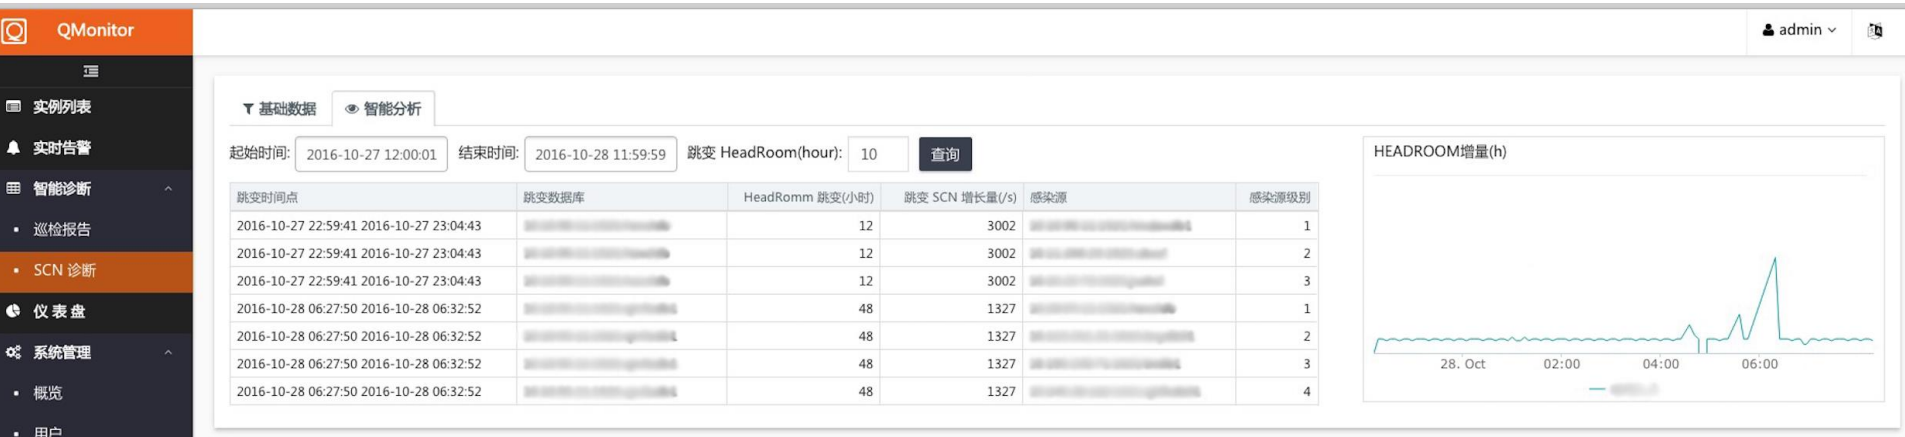 QMonitor
admin
实例列表
实时告警
智能诊断
巡检报告
SCN 诊断
仪表盘
系统管理
概览
用户
基础数据 智能分析
起始时间: 2016-10-27 12:00:01 结束时间: 2016-10-28 11:59:59 跳变 HeadRoom(hour): 10 查询
跳变时间点 跳变数据库 HeadRomm 跳变(小时) 跳变 SCN 增长量(/s) 感染源 感染源级别
2016-10-27 22:59:41 2016-10-27 23:04:43 12 3002 1
2016-10-27 22:59:41 2016-10-27 23:04:43 12 3002 2
2016-10-27 22:59:41 2016-10-27 23:04:43 12 3002 3
2016-10-28 06:27:50 2016-10-28 06:32:52 48 1327 1
2016-10-28 06:27:50 2016-10-28 06:32:52 48 1327 2
2016-10-28 06:27:50 2016-10-28 06:32:52 48 1327 3
2016-10-28 06:27:50 2016-10-28 06:32:52 48 1327 4
HEADROOM增量(h)
28. Oct 02:00 04:00 06:00